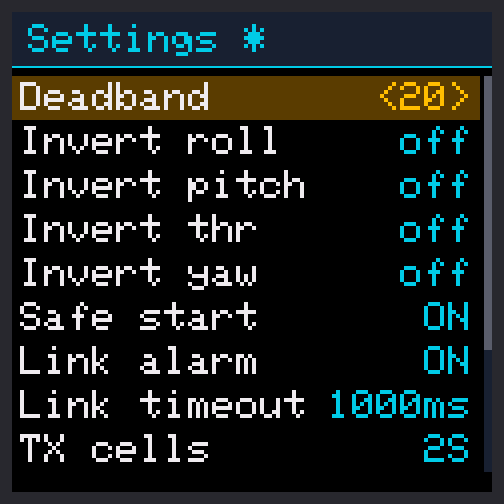 Settings *
Deadband <20>
Invert roll off
Invert pitch off
Invert thr off
Invert yaw off
Safe start ON
Link alarm ON
Link timeout 1000ms
TX cells 2S